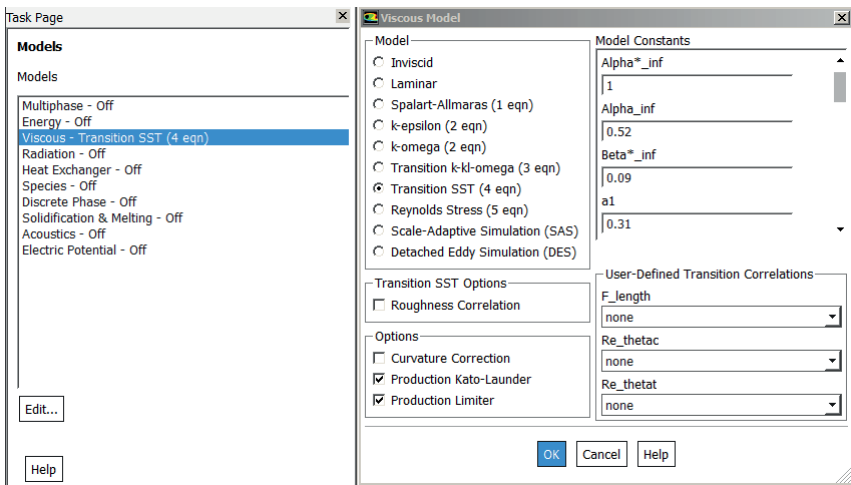 Task Page
Models
Models
Multiphase - Off
Energy - Off
Viscous - Transition SST (4 eqn)
Radiation - Off
Heat Exchanger - Off
Species - Off
Discrete Phase - Off
Solidification & Melting - Off
Acoustics - Off
Electric Potential - Off
Edit...
Help
Viscous Model
Model
Inviscid
Laminar
Spalart-Allmaras (1 eqn)
k-epsilon (2 eqn)
k-omega (2 eqn)
Transition k-kl-omega (3 eqn)
Transition SST (4 eqn)
Reynolds Stress (5 eqn)
Scale-Adaptive Simulation (SAS)
Detached Eddy Simulation (DES)
Transition SST Options
Roughness Correlation
Options
Curvature Correction
Production Kato-Launder
Production Limiter
Model Constants
Alpha*_inf
1
Alpha_inf
0.52
Beta*_inf
0.09
a1
0.31
User-Defined Transition Correlations
F_length
none
Re_thetac
none
Re_thetat
none
OK
Cancel
Help